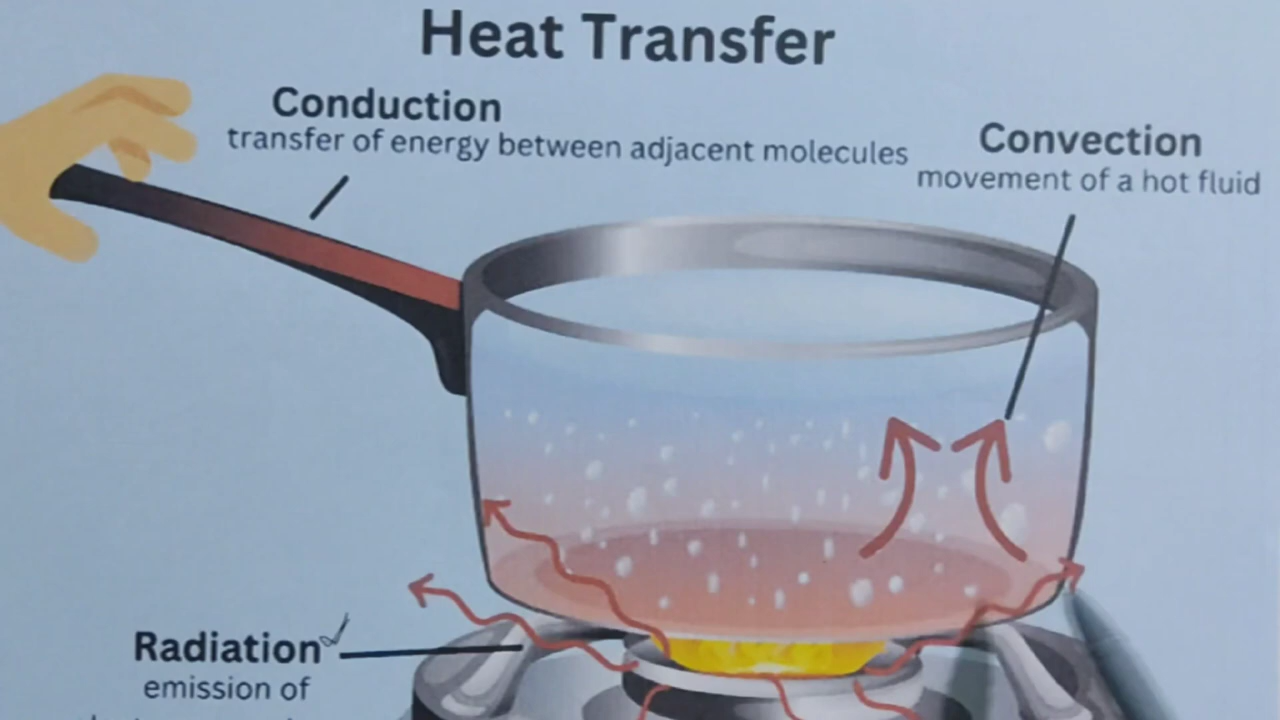 Heat Transfer
Conduction
transfer of energy between adjacent molecules
Convection
movement of a hot fluid
Radiation
emission of